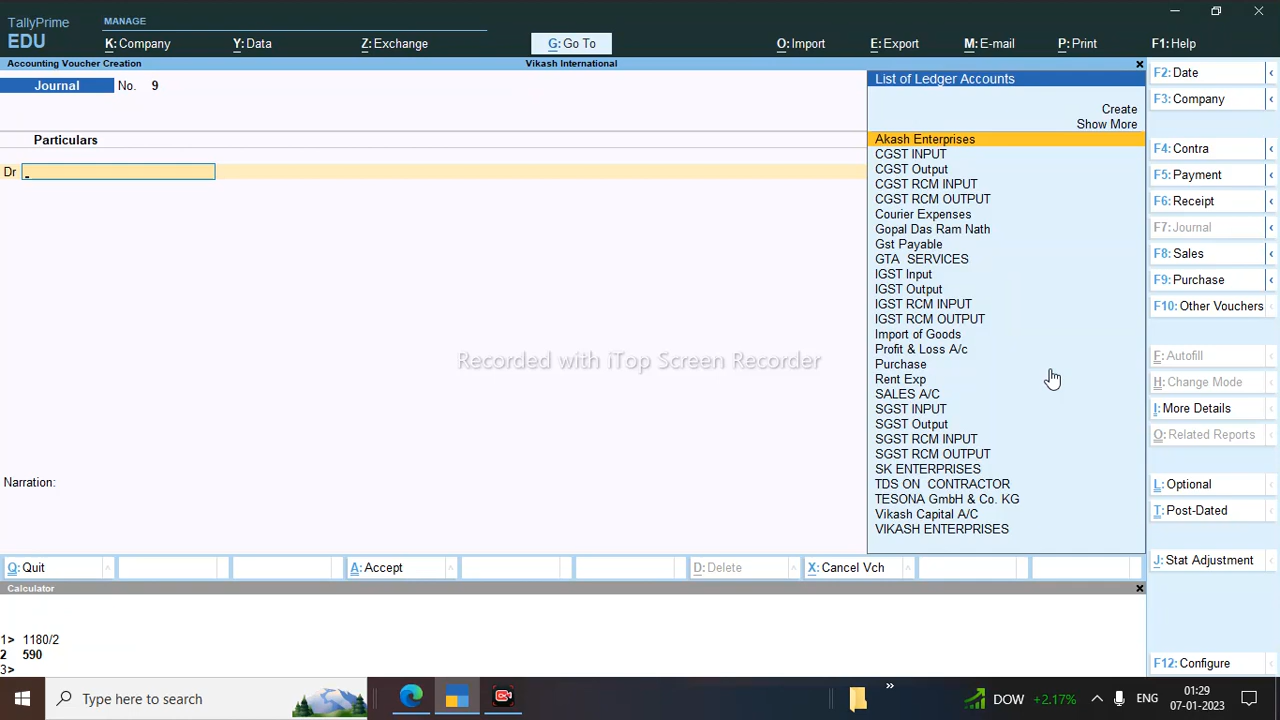 TallyPrime
EDU
MANAGE
K: Company
Y: Data
Z: Exchange
G: Go To
O: Import
E: Export
M: E-mail
P: Print
F1: Help
Accounting Voucher Creation
Vikash International
Journal No. 9
Particulars
Dr
Narration:
List of Ledger Accounts
Create
Show More
Akash Enterprises
CGST INPUT
CGST Output
CGST RCM INPUT
CGST RCM OUTPUT
Courier Expenses
Gopal Das Ram Nath
Gst Payable
GTA SERVICES
IGST Input
IGST Output
IGST RCM INPUT
IGST RCM OUTPUT
Import of Goods
Profit & Loss A/c
Purchase
Rent Exp
SALES A/C
SGST INPUT
SGST Output
SGST RCM INPUT
SGST RCM OUTPUT
SK ENTERPRISES
TDS ON CONTRACTOR
TESONA GmbH & Co. KG
Vikash Capital A/C
VIKASH ENTERPRISES
F2: Date
F3: Company
F4: Contra
F5: Payment
F6: Receipt
F7: Journal
F8: Sales
F9: Purchase
F10: Other Vouchers
F: Autofill
H: Change Mode
I: More Details
O: Related Reports
L: Optional
T: Post-Dated
J: Stat Adjustment
F12: Configure
Recorded with iTop Screen Recorder
Q: Quit
A: Accept
D: Delete
X: Cancel Vch
Calculator
1> 1180/2
2 590
3>
Type here to search
DOW +2.17%
ENG
01:29
07-01-2023